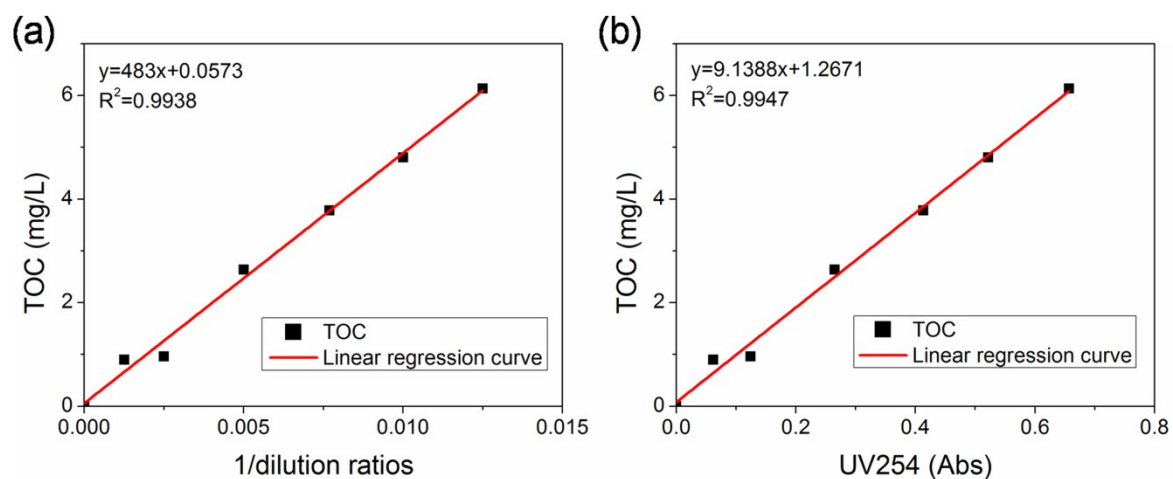 (a)
y=483x+0.0573
R²=0.9938
TOC (mg/L)
6
4
2
0
TOC
Linear regression curve
0.000
0.005
0.010
0.015
1/dilution ratios
(b)
y=9.1388x+1.2671
R²=0.9947
TOC (mg/L)
6
4
2
0
TOC
Linear regression curve
0.0
0.2
0.4
0.6
0.8
UV254 (Abs)